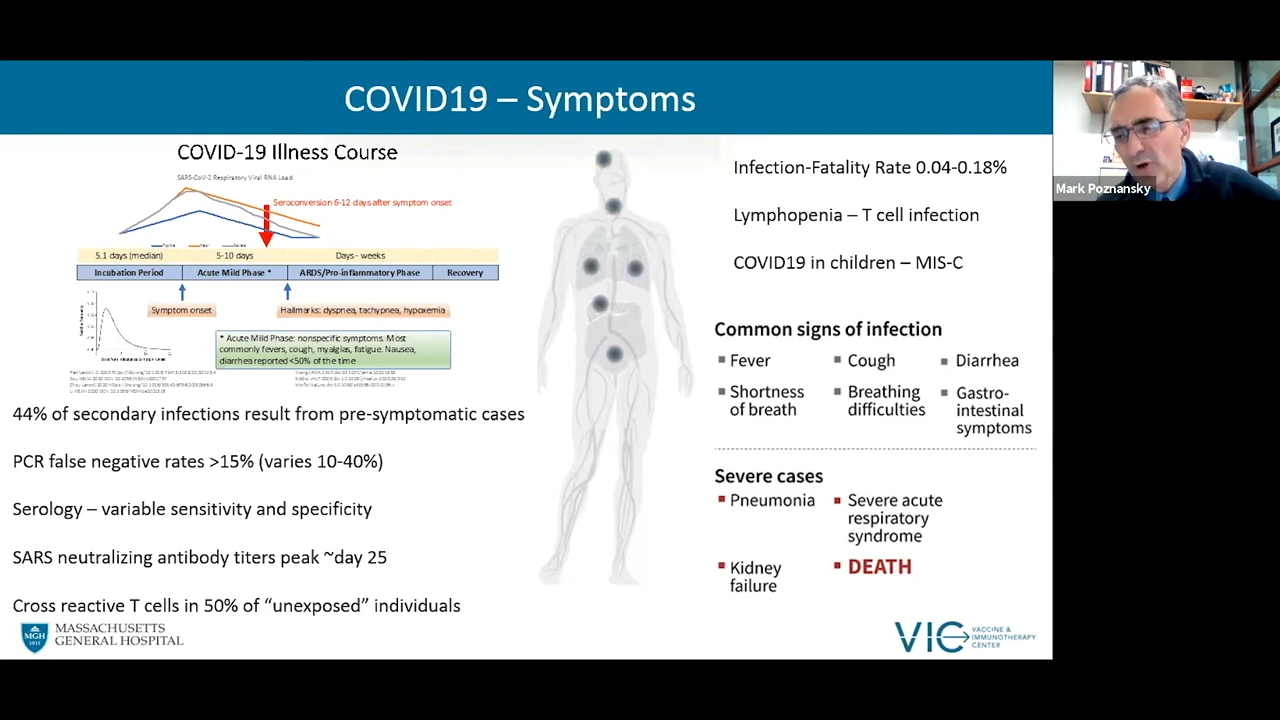 COVID19 – Symptoms
COVID-19 Illness Course
SARS-CoV-2 Respiratory Viral RNA Load
Seroconversion 6-12 days after symptom onset
5.1 days (median)
5-10 days
Days - weeks
Incubation Period
Acute Mild Phase *
ARDS/Pro-inflammatory Phase
Recovery
Symptom onset
Hallmarks: dyspnea, tachypnea, hypoxemia
* Acute Mild Phase: nonspecific symptoms. Most
commonly fevers, cough, myalgias, fatigue. Nausea,
diarrhea reported <50% of the time
44% of secondary infections result from pre-symptomatic cases
PCR false negative rates >15% (varies 10-40%)
Serology – variable sensitivity and specificity
SARS neutralizing antibody titers peak ~day 25
Cross reactive T cells in 50% of “unexposed” individuals
MGH
1811
MASSACHUSETTS
GENERAL HOSPITAL
Infection-Fatality Rate 0.04-0.18%
Lymphopenia – T cell infection
COVID19 in children – MIS-C
Common signs of infection
Fever
Cough
Diarrhea
Shortness
of breath
Breathing
difficulties
Gastro-
intestinal
symptoms
Severe cases
Pneumonia
Severe acute
respiratory
syndrome
Kidney
failure
DEATH
VIC
VACCINE &
IMMUNOTHERAPY
CENTER
Mark Poznansky